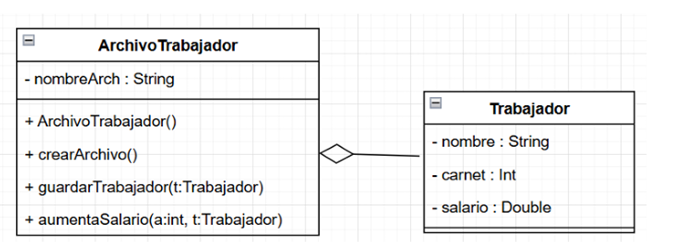 ArchivoTrabajador
- nombreArch : String
+ ArchivoTrabajador()
+ crearArchivo()
+ guardarTrabajador(t:Trabajador)
+ aumentaSalario(a:int, t:Trabajador)
Trabajador
- nombre : String
- carnet : Int
- salario : Double